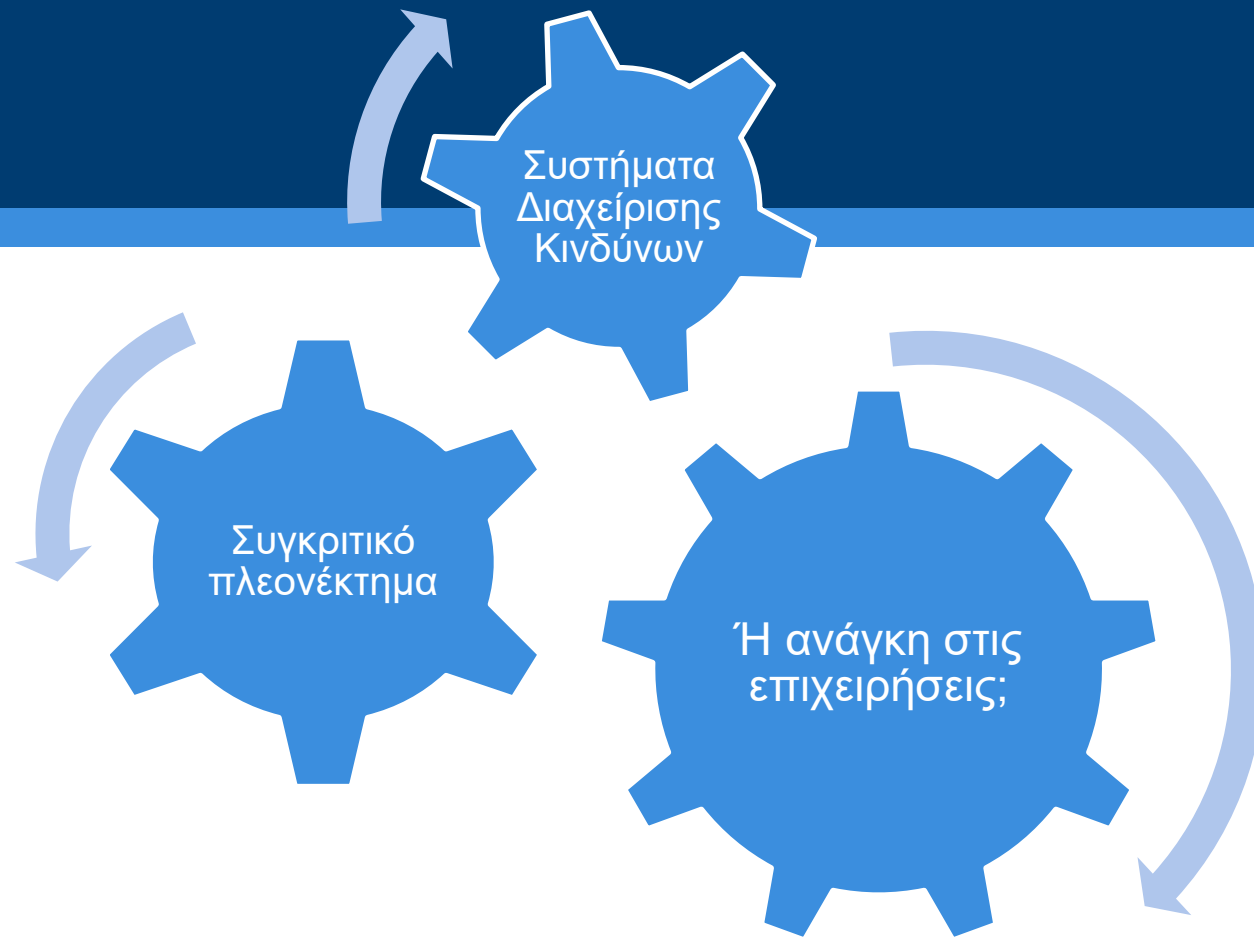 Συστήματα
Διαχείρισης
Κινδύνων
Συγκριτικό
πλεονέκτημα
Ή ανάγκη στις
επιχειρήσεις;